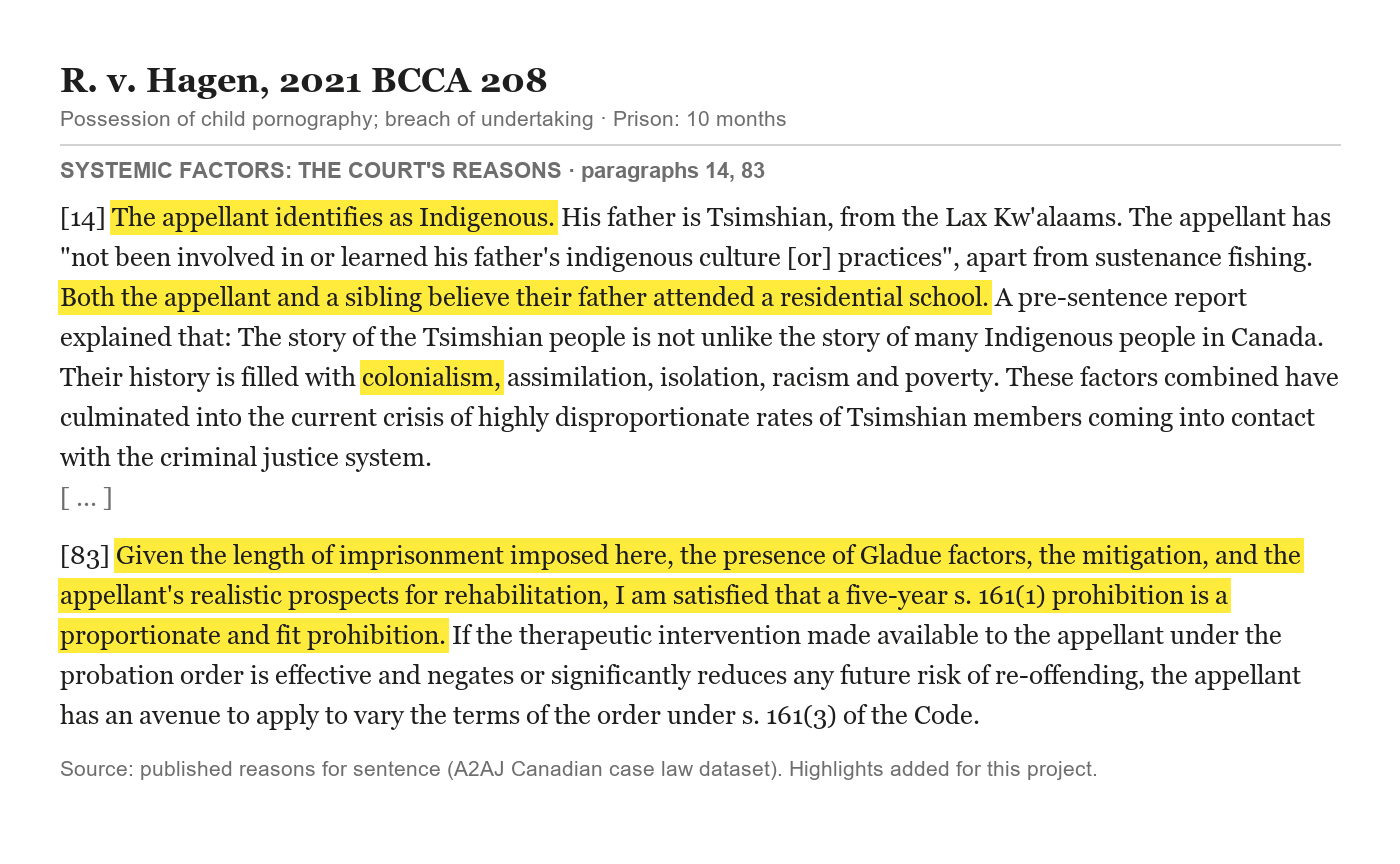 R. v. Hagen, 2021 BCCA 208
Possession of child pornography; breach of undertaking · Prison: 10 months
SYSTEMIC FACTORS: THE COURT'S REASONS · paragraphs 14, 83
[14] The appellant identifies as Indigenous. His father is Tsimshian, from the Lax Kw'alaams. The appellant has
"not been involved in or learned his father's indigenous culture [or] practices", apart from sustenance fishing.
Both the appellant and a sibling believe their father attended a residential school. A pre-sentence report
explained that: The story of the Tsimshian people is not unlike the story of many Indigenous people in Canada.
Their history is filled with colonialism, assimilation, isolation, racism and poverty. These factors combined have
culminated into the current crisis of highly disproportionate rates of Tsimshian members coming into contact
with the criminal justice system.
[ ... ]
[83] Given the length of imprisonment imposed here, the presence of Gladue factors, the mitigation, and the
appellant's realistic prospects for rehabilitation, I am satisfied that a five-year s. 161(1) prohibition is a
proportionate and fit prohibition. If the therapeutic intervention made available to the appellant under the
probation order is effective and negates or significantly reduces any future risk of re-offending, the appellant
has an avenue to apply to vary the terms of the order under s. 161(3) of the Code.
Source: published reasons for sentence (A2AJ Canadian case law dataset). Highlights added for this project.